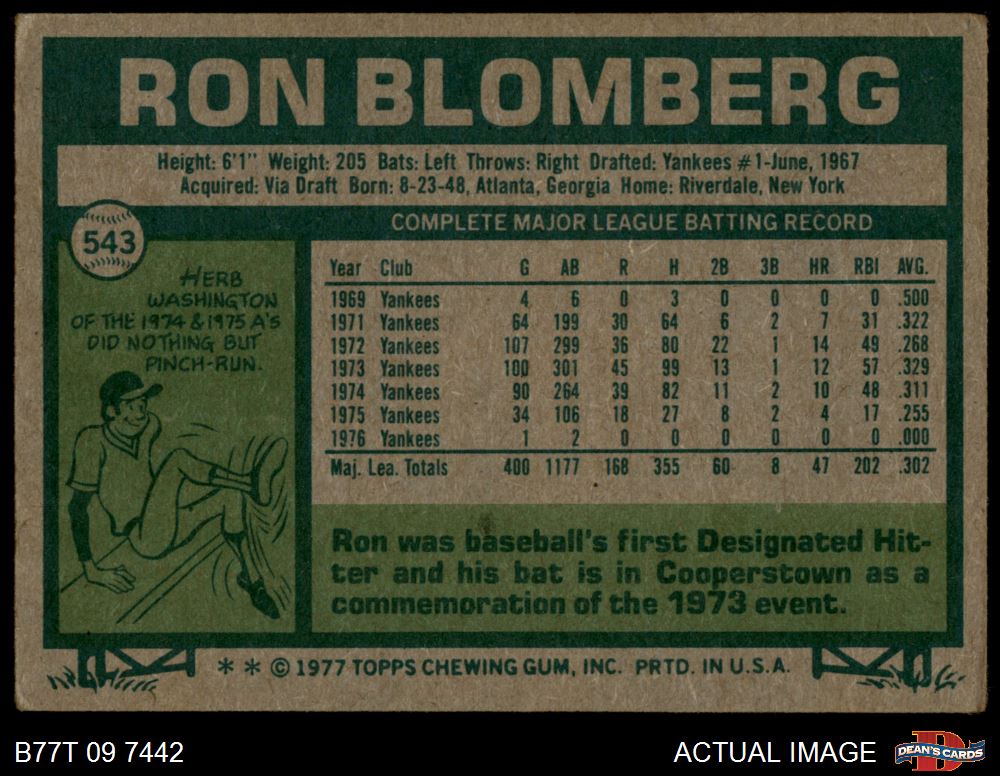 RON BLOMBERG
Height: 6'1" Weight: 205 Bats: Left Throws: Right Drafted: Yankees #1-June, 1967
Acquired: Via Draft Born: 8-23-48, Atlanta, Georgia Home: Riverdale, New York
543
HERB
WASHINGTON
OF THE 1974 & 1975 A'S
DID NOTHING BUT
PINCH-RUN.
COMPLETE MAJOR LEAGUE BATTING RECORD
Year Club G AB R H 2B 3B HR RBI AVG.
1969 Yankees 4 6 0 3 0 0 0 0 .500
1971 Yankees 64 199 30 64 6 2 7 31 .322
1972 Yankees 107 299 36 80 22 1 14 49 .268
1973 Yankees 100 301 45 99 13 1 12 57 .329
1974 Yankees 90 264 39 82 11 2 10 48 .311
1975 Yankees 34 106 18 27 8 2 4 17 .255
1976 Yankees 1 2 0 0 0 0 0 0 .000
Maj. Lea. Totals 400 1177 168 355 60 8 47 202 .302
Ron was baseball's first Designated Hit-
ter and his bat is in Cooperstown as a
commemoration of the 1973 event.
* * © 1977 TOPPS CHEWING GUM, INC. PRTD. IN U.S.A.
B77T 09 7442
ACTUAL IMAGE
DEAN'S CARDS